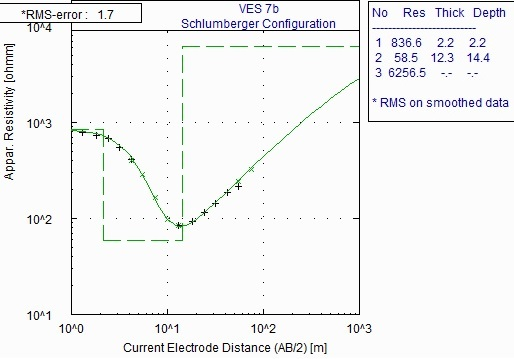 *RMS-error : 1.7
VES 7b
Schlumberger Configuration
Appar. Resistivity [ohmm]
10^4
10^3
10^2
10^1
10^0 10^1 10^2 10^3
Current Electrode Distance (AB/2) [m]
No Res Thick Depth
------------------------
1 836.6 2.2 2.2
2 58.5 12.3 14.4
3 6256.5 -.- -.-
* RMS on smoothed data